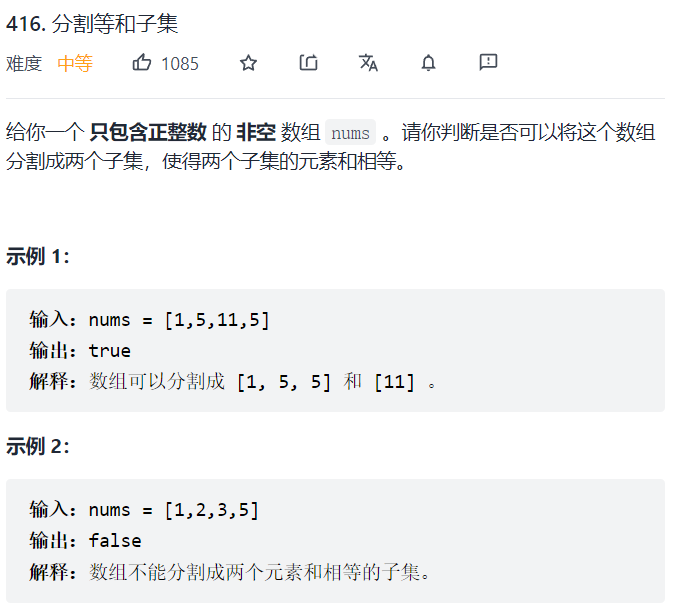 416. 分割等和子集
难度 中等 1085
给你一个 只包含正整数 的 非空 数组 nums 。请你判断是否可以将这个数组
分割成两个子集，使得两个子集的元素和相等。
示例 1：
输入：nums = [1,5,11,5]
输出：true
解释：数组可以分割成 [1, 5, 5] 和 [11] 。
示例 2：
输入：nums = [1,2,3,5]
输出：false
解释：数组不能分割成两个元素和相等的子集。